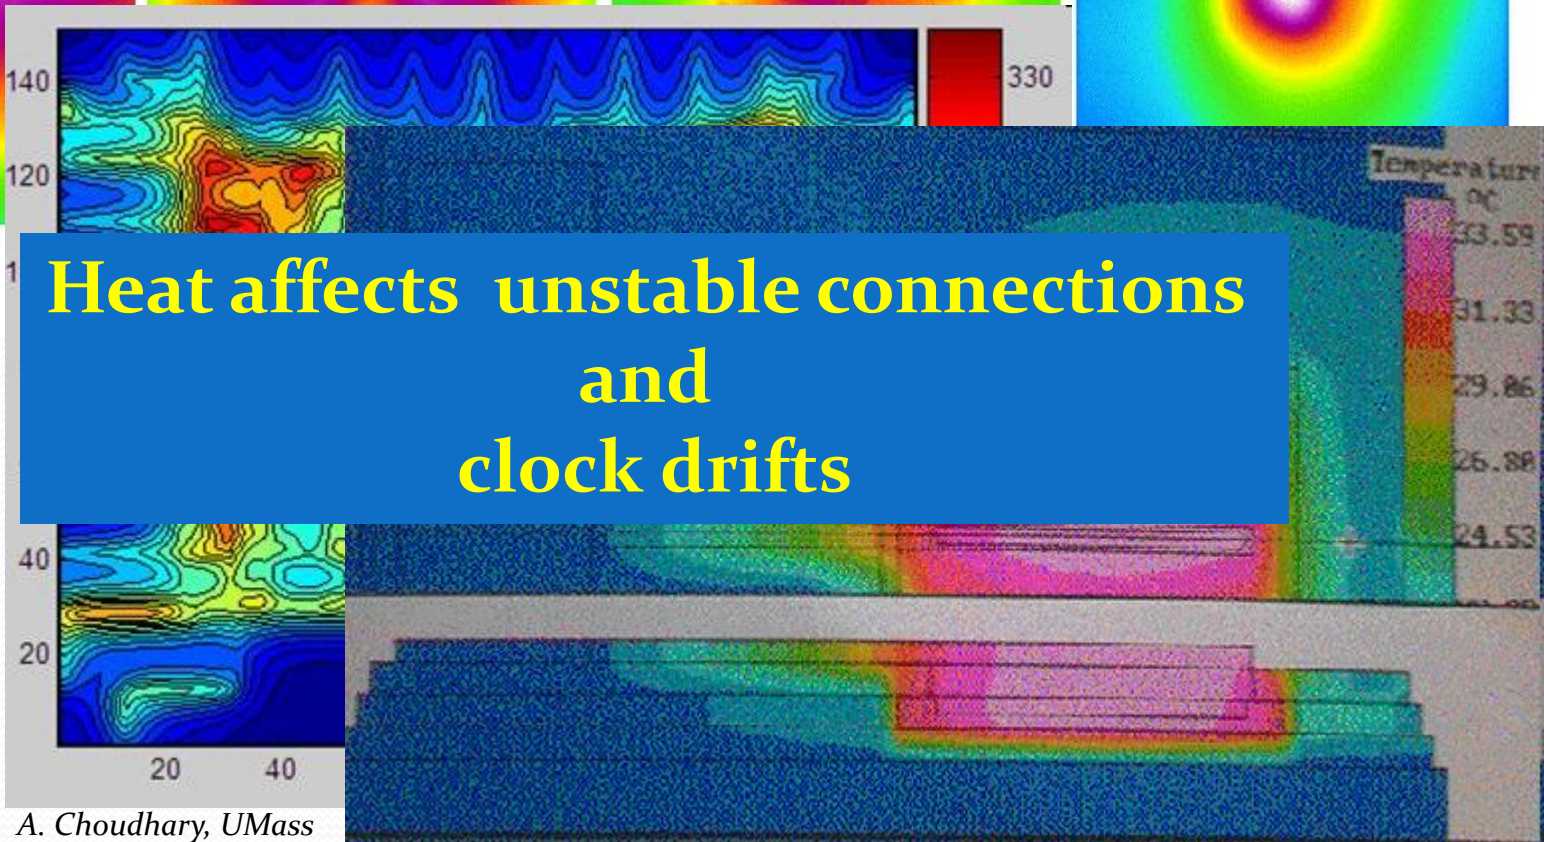 140
330
120
Temperature
°C
33.59
31.33
29.06
26.80
24.53
Heat affects unstable connections
and
clock drifts
40
20
20 40
A. Choudhary, UMass